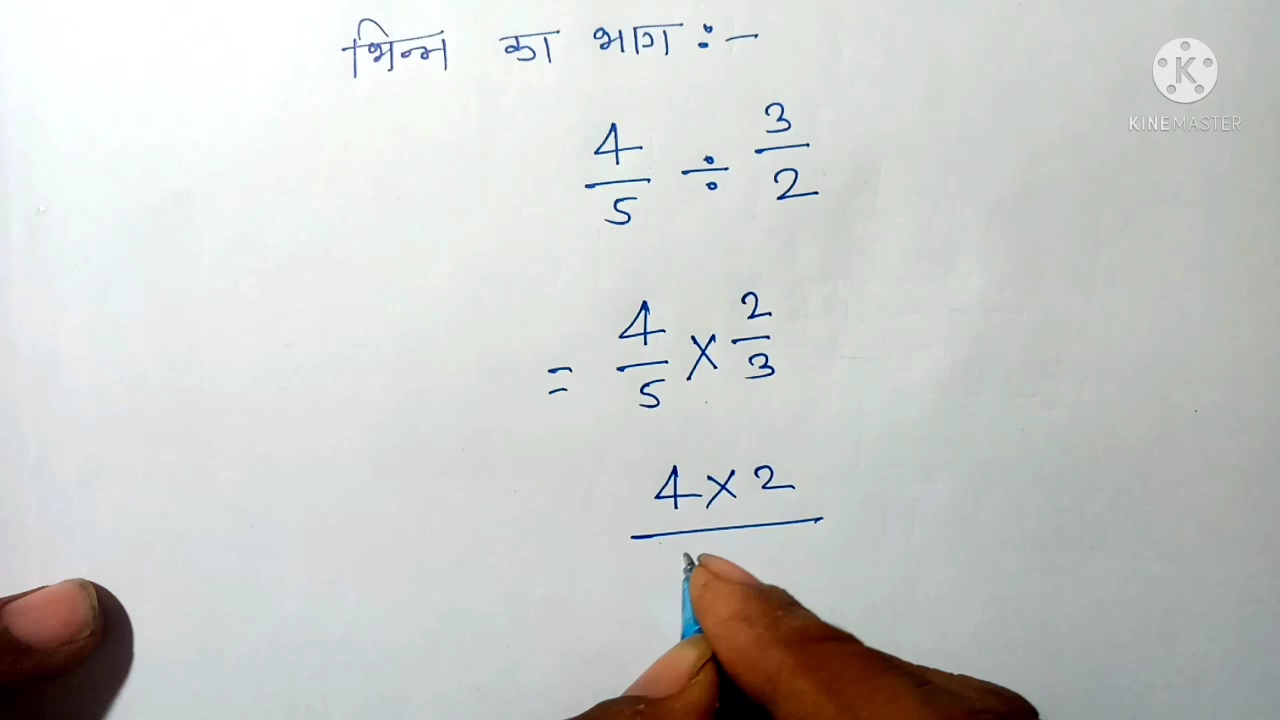 भिन्न का भाग :-
KINEMASTER
4/5 ÷ 3/2
= 4/5 × 2/3
4 × 2